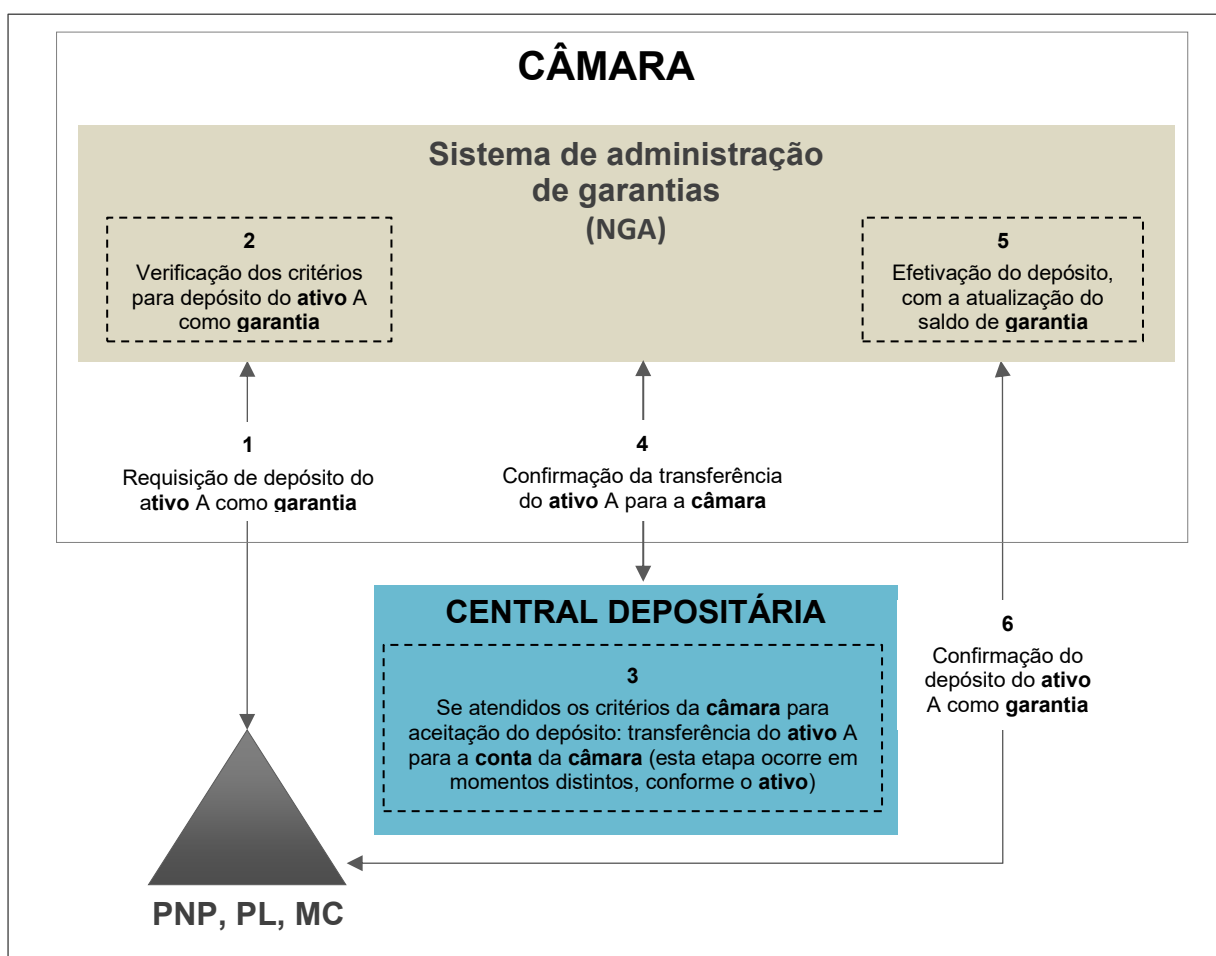 CÂMARA
Sistema de administração
de garantias
(NGA)
2
Verificação dos critérios
para depósito do ativo A
como garantia
5
Efetivação do depósito,
com a atualização do
saldo de garantia
1
Requisição de depósito do
ativo A como garantia
4
Confirmação da transferência
do ativo A para a câmara
CENTRAL DEPOSITÁRIA
3
Se atendidos os critérios da câmara para
aceitação do depósito: transferência do ativo A
para a conta da câmara (esta etapa ocorre em
momentos distintos, conforme o ativo)
6
Confirmação do
depósito do ativo
A como garantia
PNP, PL, MC